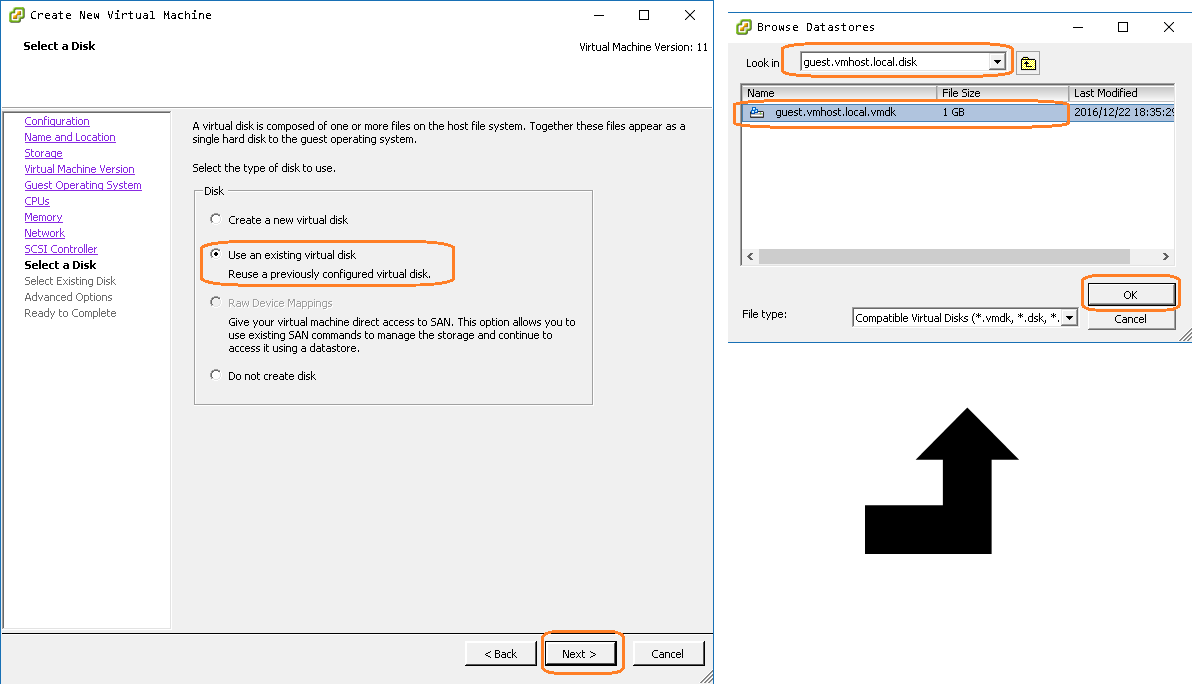 Create New Virtual Machine
Select a Disk
Virtual Machine Version: 11
Configuration
Name and Location
Storage
Virtual Machine Version
Guest Operating System
CPUs
Memory
Network
SCSI Controller
Select a Disk
Select Existing Disk
Advanced Options
Ready to Complete
A virtual disk is composed of one or more files on the host file system. Together these files appear as a
single hard disk to the guest operating system.
Select the type of disk to use.
Disk
Create a new virtual disk
Use an existing virtual disk
Reuse a previously configured virtual disk.
Raw Device Mappings
Give your virtual machine direct access to SAN. This option allows you to
use existing SAN commands to manage the storage and continue to
access it using a datastore.
Do not create disk
< Back
Next >
Cancel
Browse Datastores
Look in
guest.vmhost.local.disk
Name File Size Last Modified
guest.vmhost.local.vmdk 1 GB 2016/12/22 18:35:29
OK
File type:
Compatible Virtual Disks (*.vmdk, *.dsk, *.
Cancel